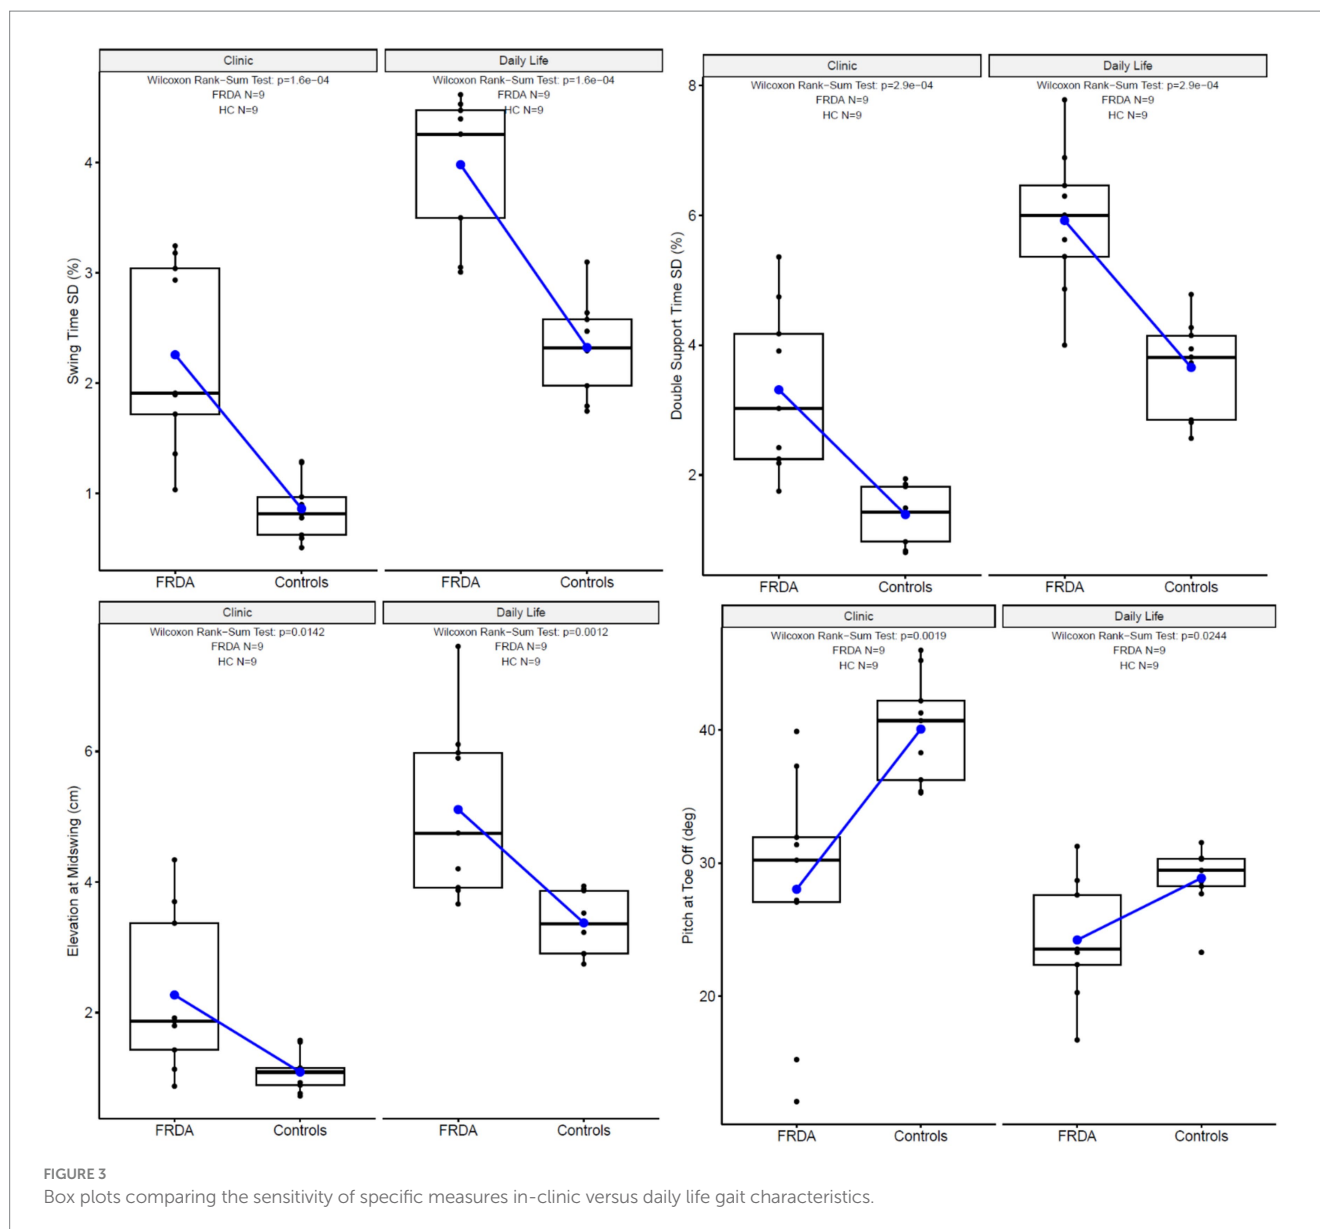 Clinic
Daily Life
Wilcoxon Rank-Sum Test: p=1.6e-04
FRDA N=9
HC N=9
Wilcoxon Rank-Sum Test: p=1.6e-04
FRDA N=9
HC N=9
Swing Time SD (%)
4
3
2
1
FRDA
Controls
FRDA
Controls
Clinic
Daily Life
Wilcoxon Rank-Sum Test: p=2.9e-04
FRDA N=9
HC N=9
Wilcoxon Rank-Sum Test: p=2.9e-04
FRDA N=9
HC N=9
Double Support Time SD (%)
8
6
4
2
FRDA
Controls
FRDA
Controls
Clinic
Daily Life
Wilcoxon Rank-Sum Test: p=0.0142
FRDA N=9
HC N=9
Wilcoxon Rank-Sum Test: p=0.0012
FRDA N=9
HC N=9
Elevation at Midswing (cm)
6
4
2
FRDA
Controls
FRDA
Controls
Clinic
Daily Life
Wilcoxon Rank-Sum Test: p=0.0019
FRDA N=9
HC N=9
Wilcoxon Rank-Sum Test: p=0.0244
FRDA N=9
HC N=9
Pitch at Toe Off (deg)
40
30
20
FRDA
Controls
FRDA
Controls
FIGURE 3
Box plots comparing the sensitivity of specific measures in-clinic versus daily life gait characteristics.